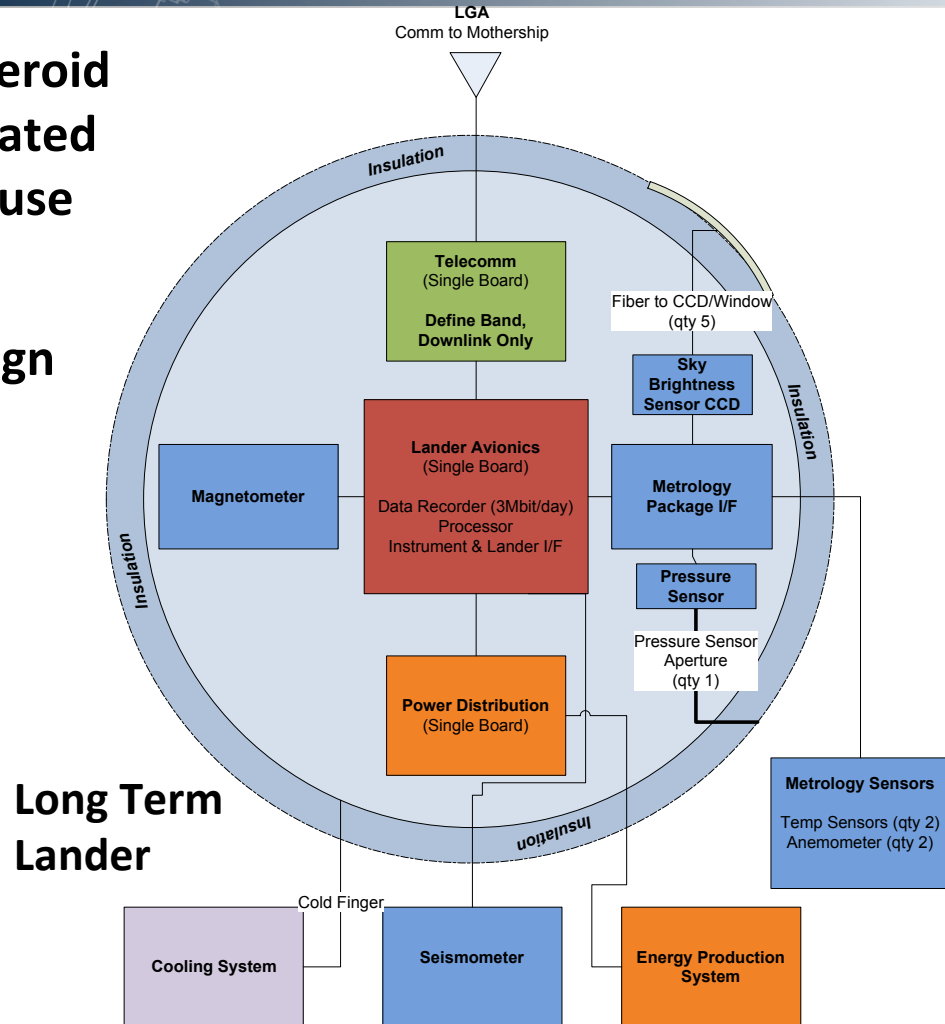 LGA
Comm to Mothership
eroid
ated
use
gn
Insulation
Telecomm
(Single Board)
Define Band,
Downlink Only
Fiber to CCD/Window
(qty 5)
Sky
Brightness
Sensor CCD
Insulation
Lander Avionics
(Single Board)
Data Recorder (3Mbit/day)
Processor
Instrument & Lander I/F
Magnetometer
Metrology
Package I/F
Insulation
Pressure
Sensor
Pressure Sensor
Aperture
(qty 1)
Power Distribution
(Single Board)
Long Term
Lander
Insulation
Metrology Sensors
Temp Sensors (qty 2)
Anemometer (qty 2)
Cold Finger
Cooling System
Seismometer
Energy Production
System